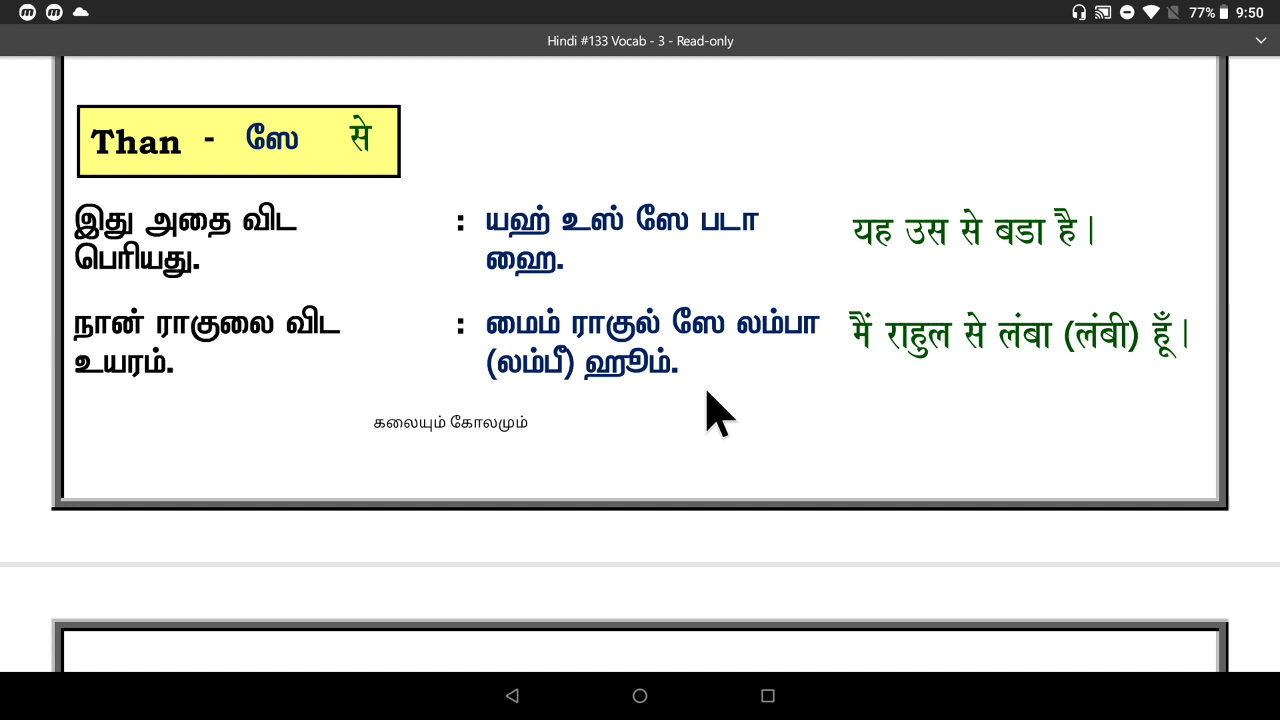 77% 9:50
Hindi #133 Vocab - 3 - Read-only
Than - ஸே से
இது அதை விட : யஹ் உஸ் ஸே படா यह उस से बडा है।
பெரியது. ஹை.
நான் ராகுலை விட : மைம் ராகுல் ஸே லம்பா मैं राहुल से लंबा (लंबी) हूँ।
உயரம். (லம்பீ) ஹூம்.
கலையும் கோலமும்